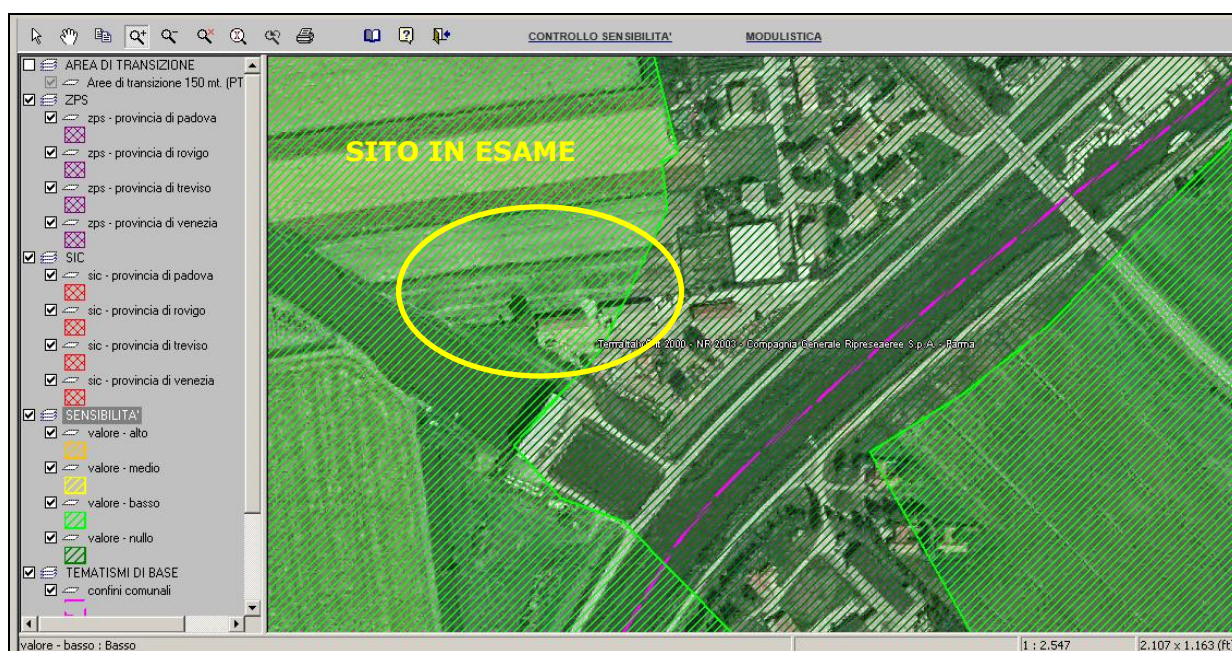 CONTROLLO SENSIBILITA'
MODULISTICA
AREA DI TRANSIZIONE
Aree di transizione 150 mt. (PT
ZPS
zps - provincia di padova
zps - provincia di rovigo
zps - provincia di treviso
zps - provincia di venezia
SIC
sic - provincia di padova
sic - provincia di rovigo
sic - provincia di treviso
sic - provincia di venezia
SENSIBILITA'
valore - alto
valore - medio
valore - basso
valore - nullo
TEMATISMI DI BASE
confini comunali
SITO IN ESAME
2000 - NR 2003 - Compagnia Generale Ripreseaeree S.p.A. - Parma
valore - basso : Basso
1 : 2.547
2.107 x 1.163 (ft)